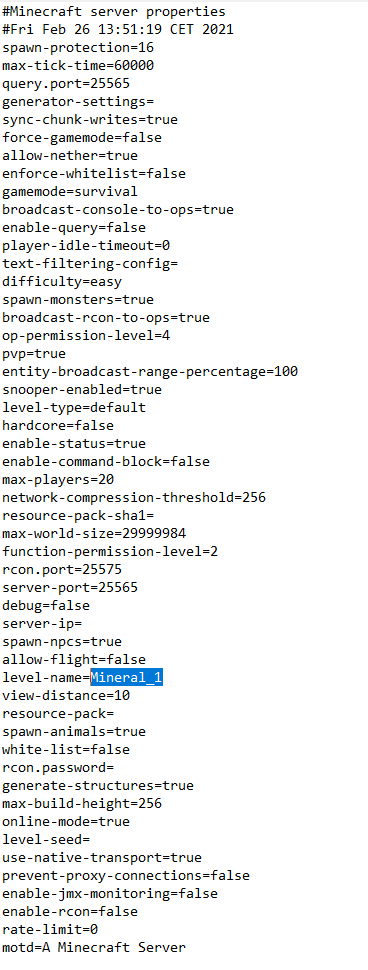 #Minecraft server properties
#Fri Feb 26 13:51:19 CET 2021
spawn-protection=16
max-tick-time=60000
query.port=25565
generator-settings=
sync-chunk-writes=true
force-gamemode=false
allow-nether=true
enforce-whitelist=false
gamemode=survival
broadcast-console-to-ops=true
enable-query=false
player-idle-timeout=0
text-filtering-config=
difficulty=easy
spawn-monsters=true
broadcast-rcon-to-ops=true
op-permission-level=4
pvp=true
entity-broadcast-range-percentage=100
snooper-enabled=true
level-type=default
hardcore=false
enable-status=true
enable-command-block=false
max-players=20
network-compression-threshold=256
resource-pack-sha1=
max-world-size=29999984
function-permission-level=2
rcon.port=25575
server-port=25565
debug=false
server-ip=
spawn-npcs=true
allow-flight=false
level-name=Mineral_1
view-distance=10
resource-pack=
spawn-animals=true
white-list=false
rcon.password=
generate-structures=true
max-build-height=256
online-mode=true
level-seed=
use-native-transport=true
prevent-proxy-connections=false
enable-jmx-monitoring=false
enable-rcon=false
rate-limit=0
motd=A Minecraft Server